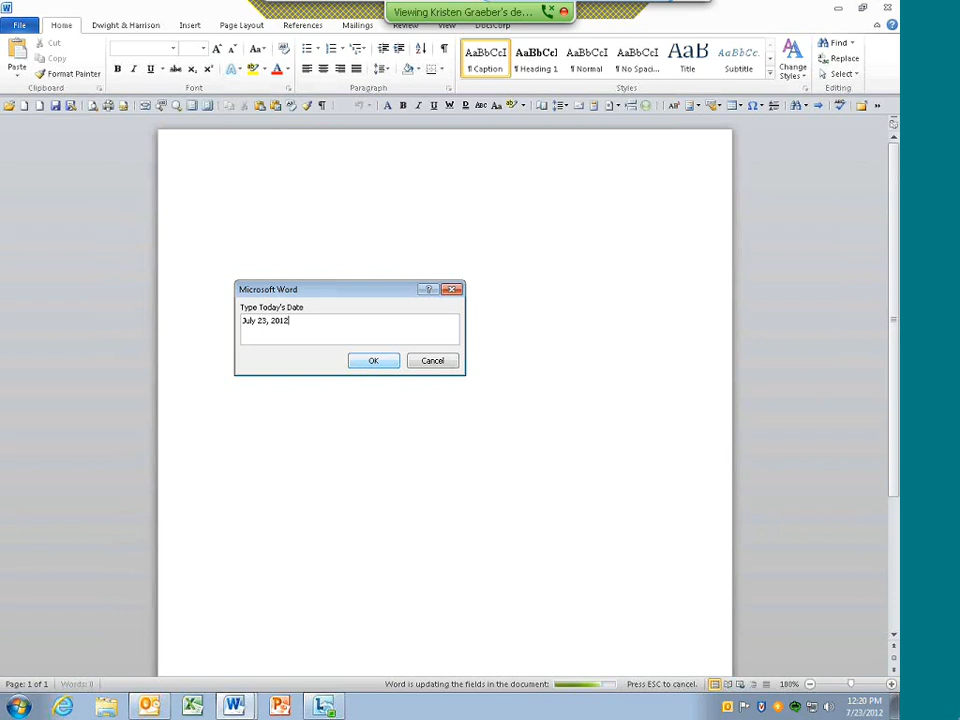 Viewing Kristen Graeber's de...
File Home Dwight & Harrison Insert Page Layout References Mailings Review View DocsCorp
Paste
Cut
Copy
Format Painter
Clipboard
Font
Paragraph
AaBbCcI AaBbCcI AaBbCcI AaBbCcI AaB AaBbCc.
¶ Caption ¶ Heading 1 ¶ Normal ¶ No Spaci... Title Subtitle
Change
Styles
Styles
Find
Replace
Select
Editing
Microsoft Word
Type Today's Date
July 23, 2012
OK Cancel
Page: 1 of 1 Words: 0 Word is updating the fields in the document: Press ESC to cancel. 180%
12:20 PM
7/23/2012